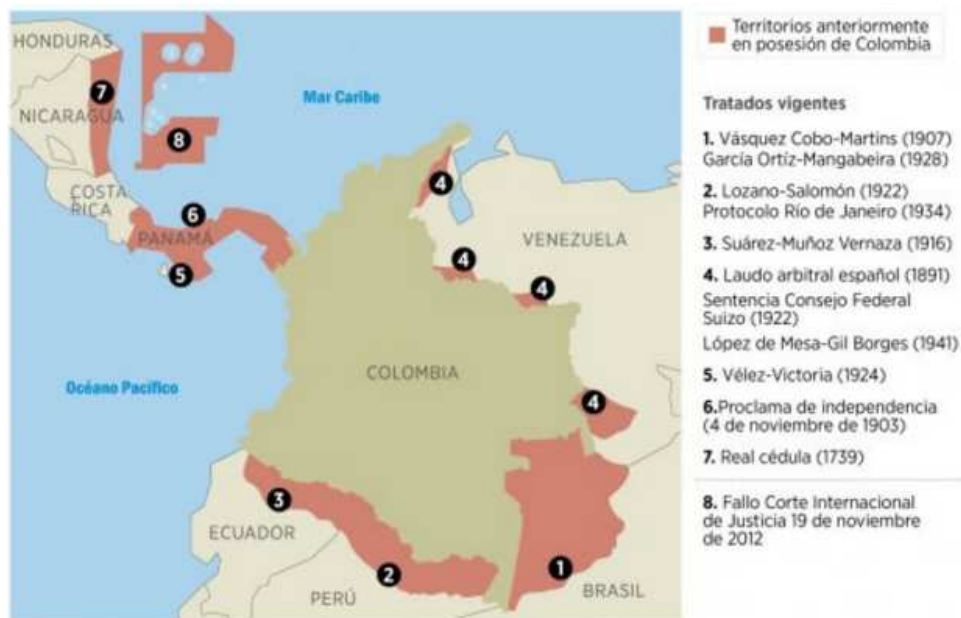 Territorios anteriormente
en posesión de Colombia
HONDURAS
7
NICARAGUA
8
Mar Caribe
COSTA
RICA
6
PANAMÁ
5
4
VENEZUELA
4
4
COLOMBIA
Océano Pacífico
4
3
ECUADOR
2
PERÚ
1
BRASIL
Tratados vigentes
1. Vásquez Cobo-Martins (1907)
García Ortíz-Mangabeira (1928)
2. Lozano-Salomón (1922)
Protocolo Río de Janeiro (1934)
3. Suárez-Muñoz Vernaza (1916)
4. Laudo arbitral español (1891)
Sentencia Consejo Federal
Suizo (1922)
López de Mesa-Gil Borges (1941)
5. Vélez-Victoria (1924)
6.Proclama de independencia
(4 de noviembre de 1903)
7. Real cédula (1739)
8. Fallo Corte Internacional
de Justicia 19 de noviembre
de 2012